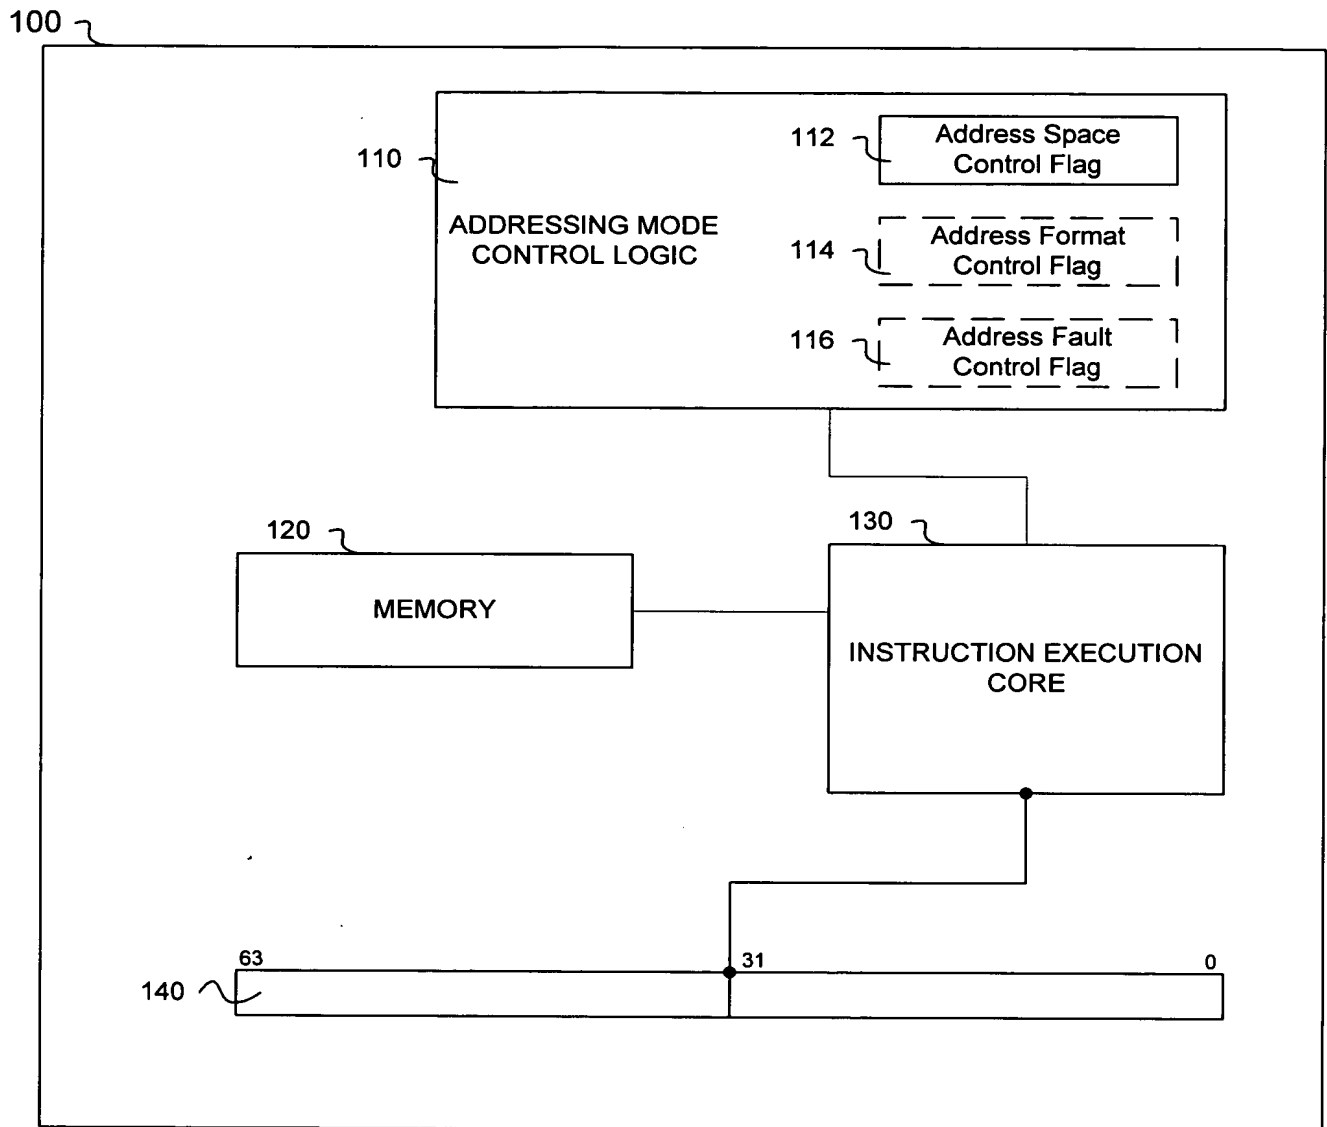 100
110
ADDRESSING MODE
CONTROL LOGIC
112
Address Space
Control Flag
114
Address Format
Control Flag
116
Address Fault
Control Flag
120
MEMORY
130
INSTRUCTION EXECUTION
CORE
63
31
0
140